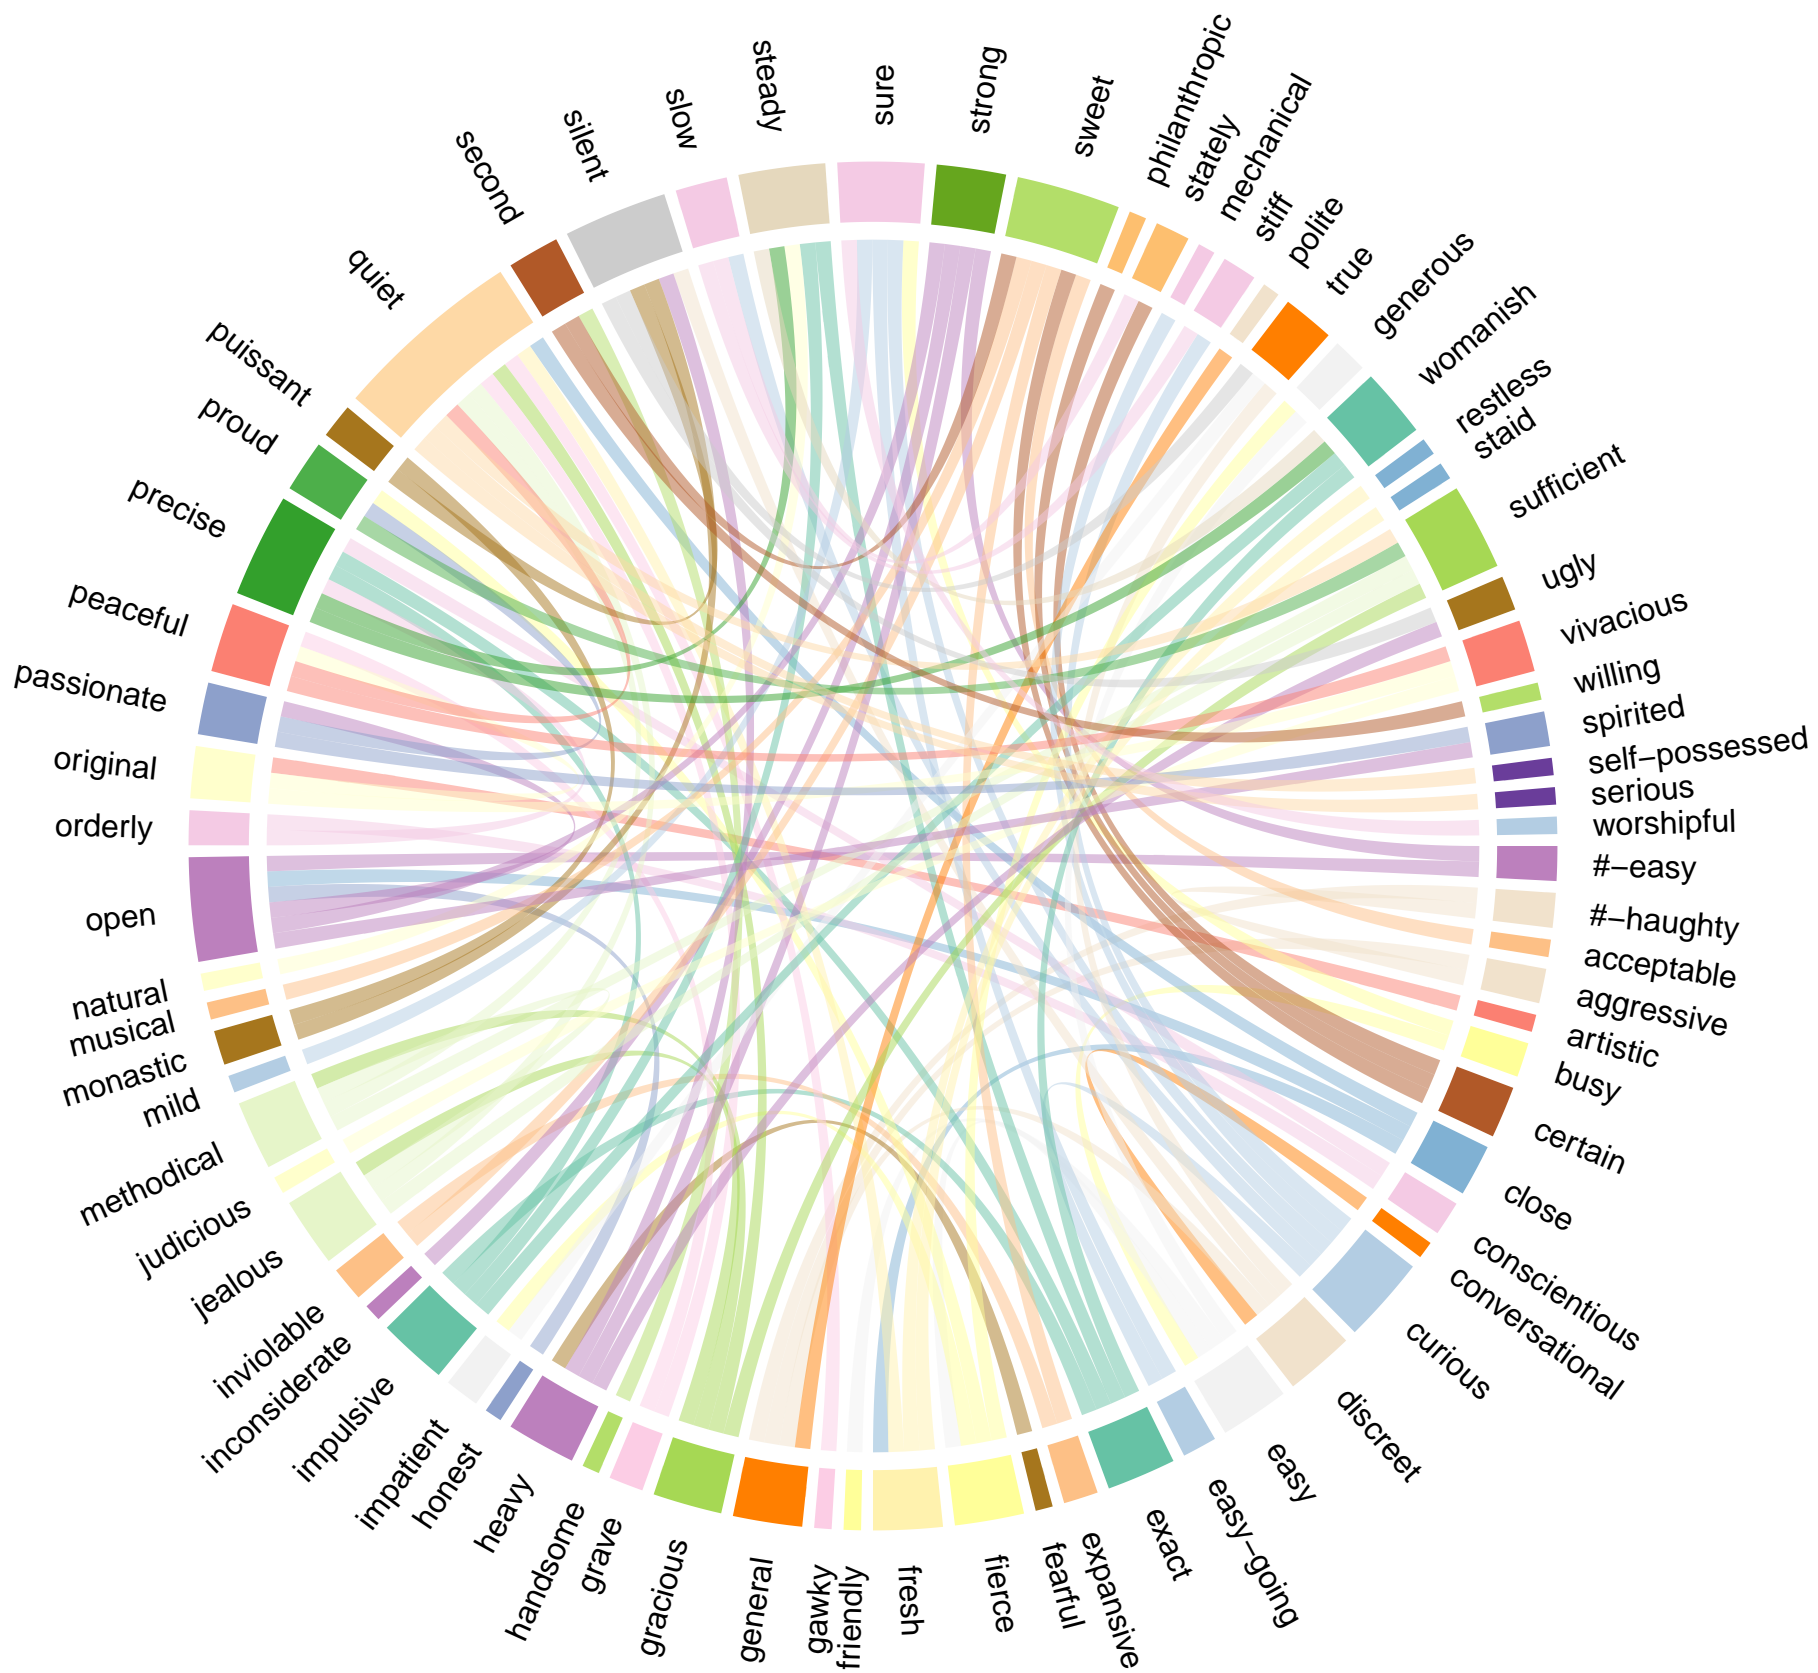 steady
sure
strong
sweet
philanthropic
stately
mechanical
stiff
polite
true
generous
womanish
restless
staid
sufficient
ugly
vivacious
willing
spirited
self−possessed
serious
worshipful
#−easy
#−haughty
acceptable
aggressive
artistic
busy
certain
close
conscientious
conversational
curious
discreet
easy
easy−going
exact
expansive
fearful
fierce
fresh
friendly
gawky
general
gracious
grave
handsome
heavy
honest
impatient
impulsive
inconsiderate
inviolable
jealous
judicious
methodical
mild
monastic
musical
natural
open
orderly
original
passionate
peaceful
precise
proud
puissant
quiet
second
silent
slow